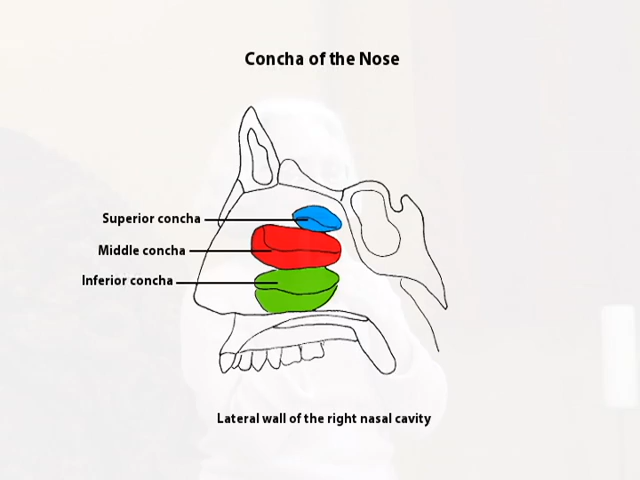 Concha of the Nose
Superior concha
Middle concha
Inferior concha
Lateral wall of the right nasal cavity